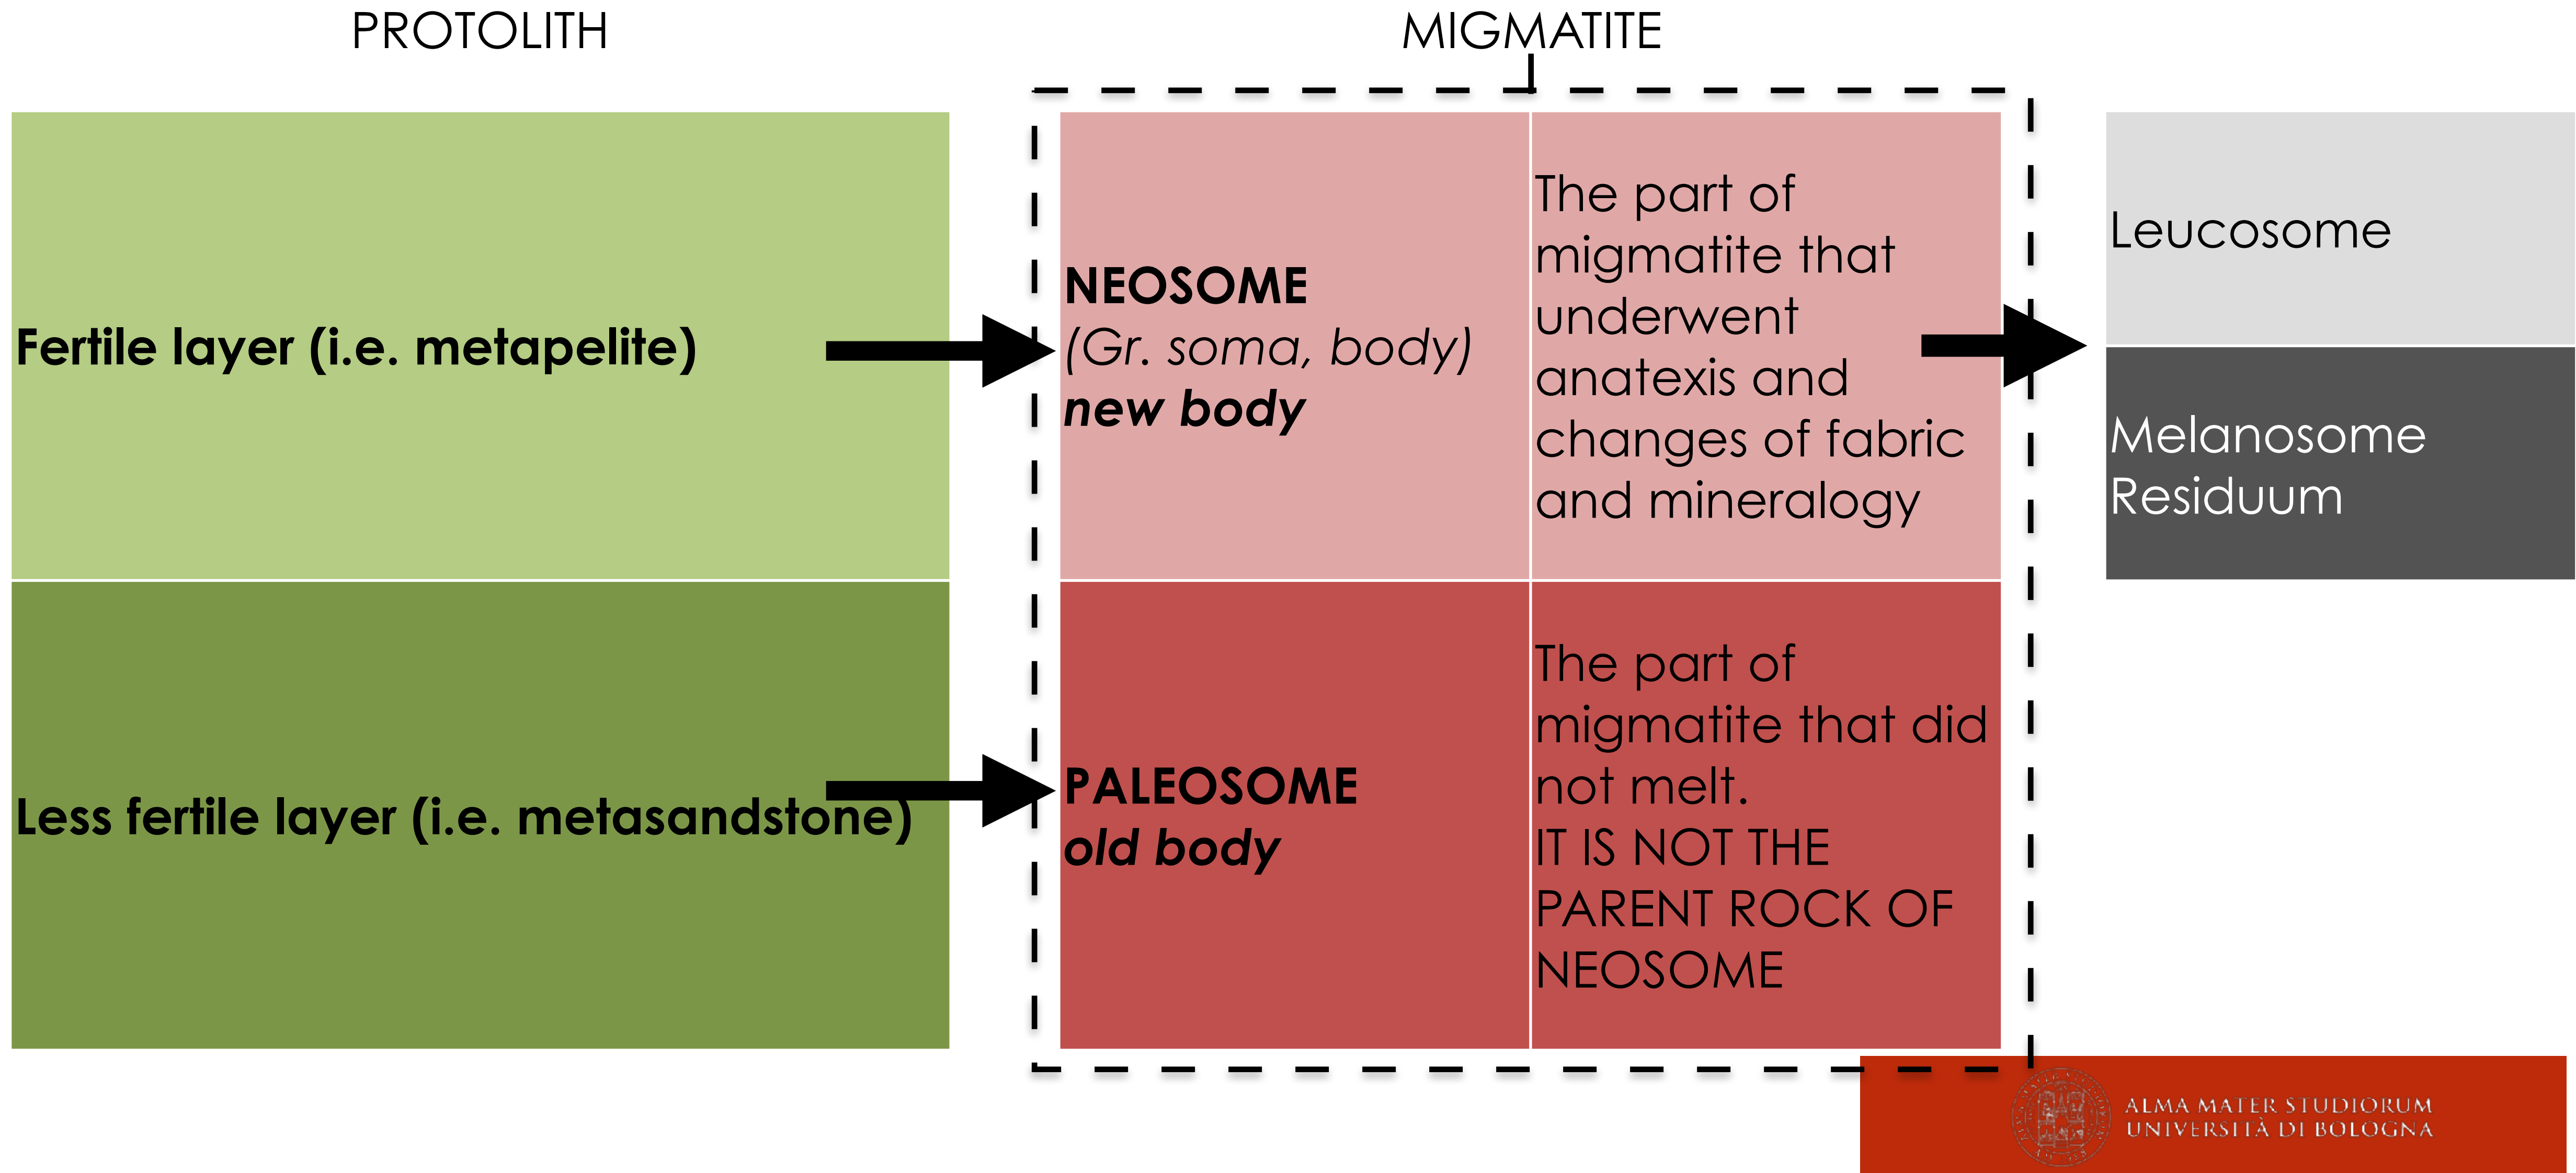 PROTOLITH
MIGMATITE
Fertile layer (i.e. metapelite)
NEOSOME
(Gr. soma, body)
new body
The part of
migmatite that
underwent
anatexis and
changes of fabric
and mineralogy
Leucosome
Melanosome
Residuum
Less fertile layer (i.e. metasandstone)
PALEOSOME
old body
The part of
migmatite that did
not melt.
IT IS NOT THE
PARENT ROCK OF
NEOSOME
ALMA MATER STUDIORUM
UNIVERSITÀ DI BOLOGNA